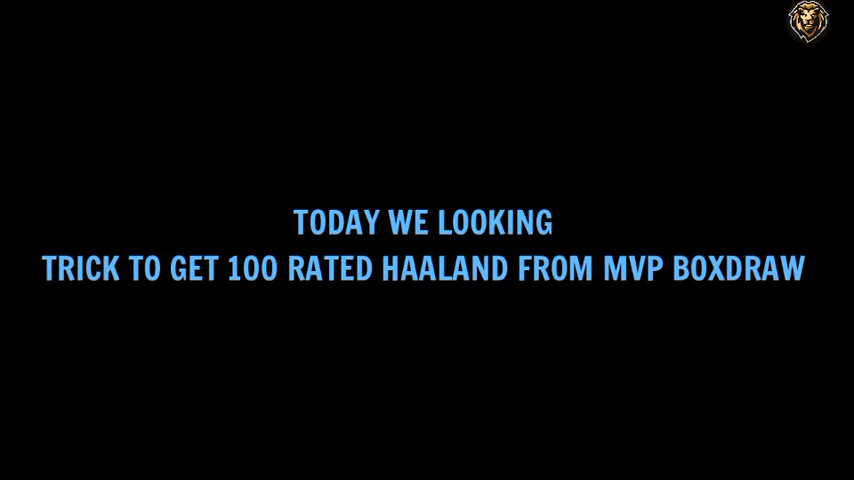 TODAY WE LOOKING
TRICK TO GET 100 RATED HAALAND FROM MVP BOXDRAW